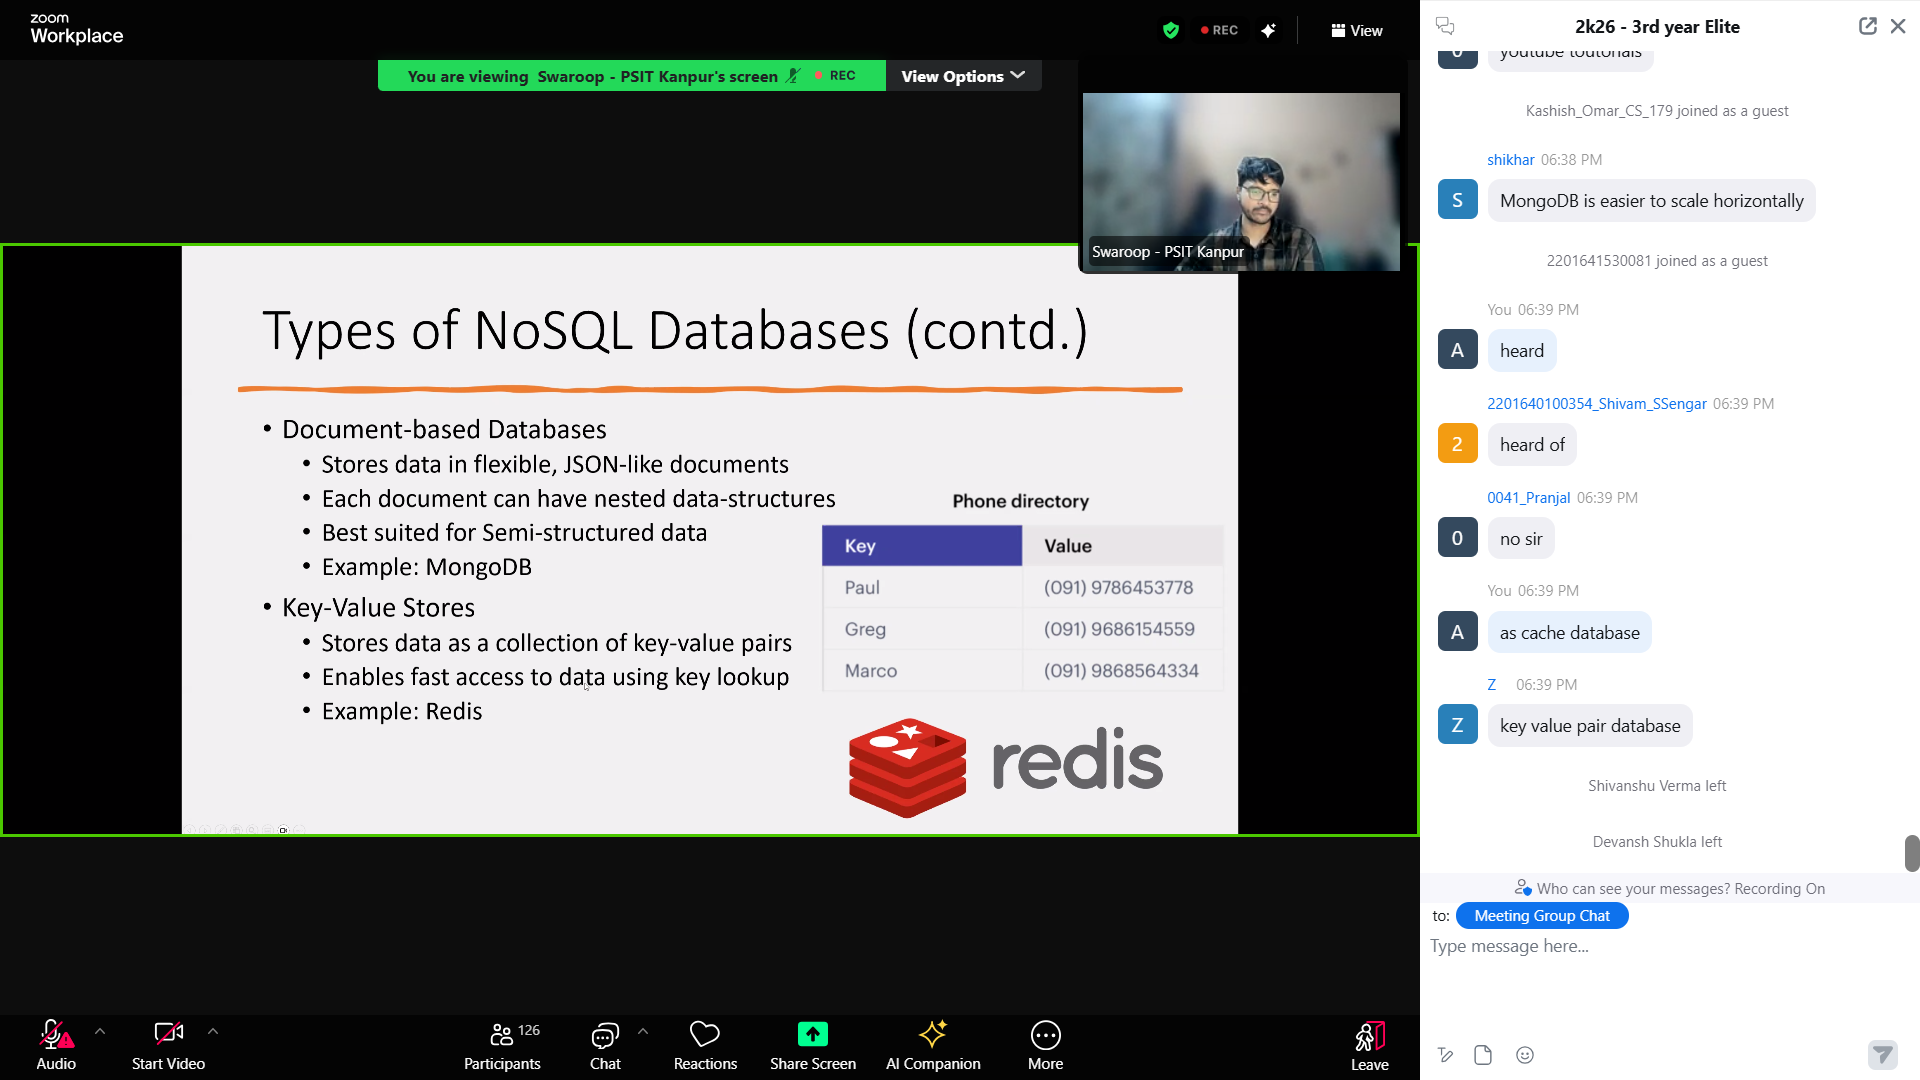 zoom
Workplace
REC
View
You are viewing Swaroop - PSIT Kanpur's screen
REC
View Options
Swaroop - PSIT Kanpur
Types of NoSQL Databases (contd.)
• Document-based Databases
• Stores data in flexible, JSON-like documents
• Each document can have nested data-structures
• Best suited for Semi-structured data
• Example: MongoDB
• Key-Value Stores
• Stores data as a collection of key-value pairs
• Enables fast access to data using key lookup
• Example: Redis
Phone directory
Key Value
Paul (091) 9786453778
Greg (091) 9686154559
Marco (091) 9868564334
redis
Audio
Start Video
126
Participants
Chat
Reactions
Share Screen
AI Companion
More
Leave
2k26 - 3rd year Elite
0
youtube toutorials
Kashish_Omar_CS_179 joined as a guest
shikhar 06:38 PM
S
MongoDB is easier to scale horizontally
2201641530081 joined as a guest
You 06:39 PM
A
heard
2201640100354_Shivam_SSengar 06:39 PM
2
heard of
0041_Pranjal 06:39 PM
0
no sir
You 06:39 PM
A
as cache database
Z 06:39 PM
Z
key value pair database
Shivanshu Verma left
Devansh Shukla left
Who can see your messages? Recording On
to: Meeting Group Chat
Type message here...